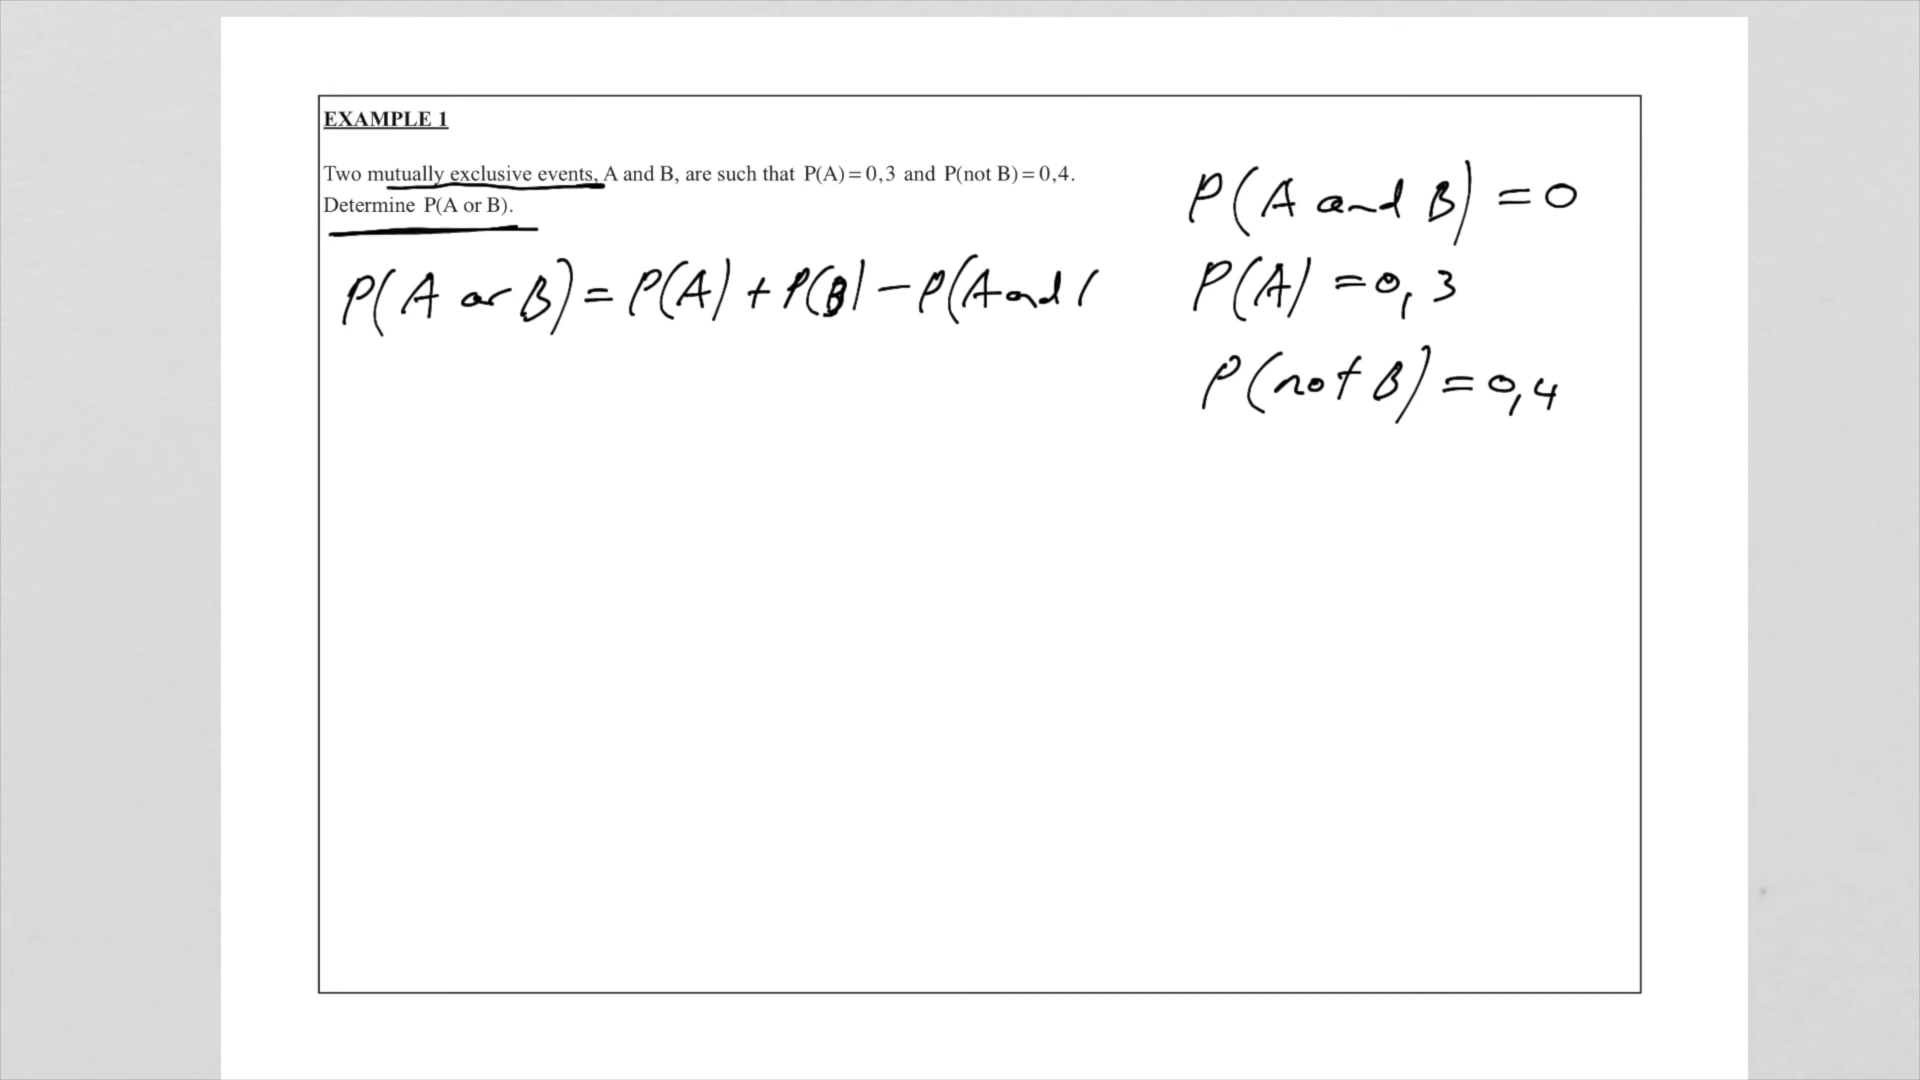 EXAMPLE 1
Two mutually exclusive events, A and B, are such that P(A)=0,3 and P(not B)=0,4.
Determine P(A or B).
P(A or B) = P(A) + P(B) - P(A and (
P(A and B) = 0
P(A) = 0,3
P(not B) = 0,4